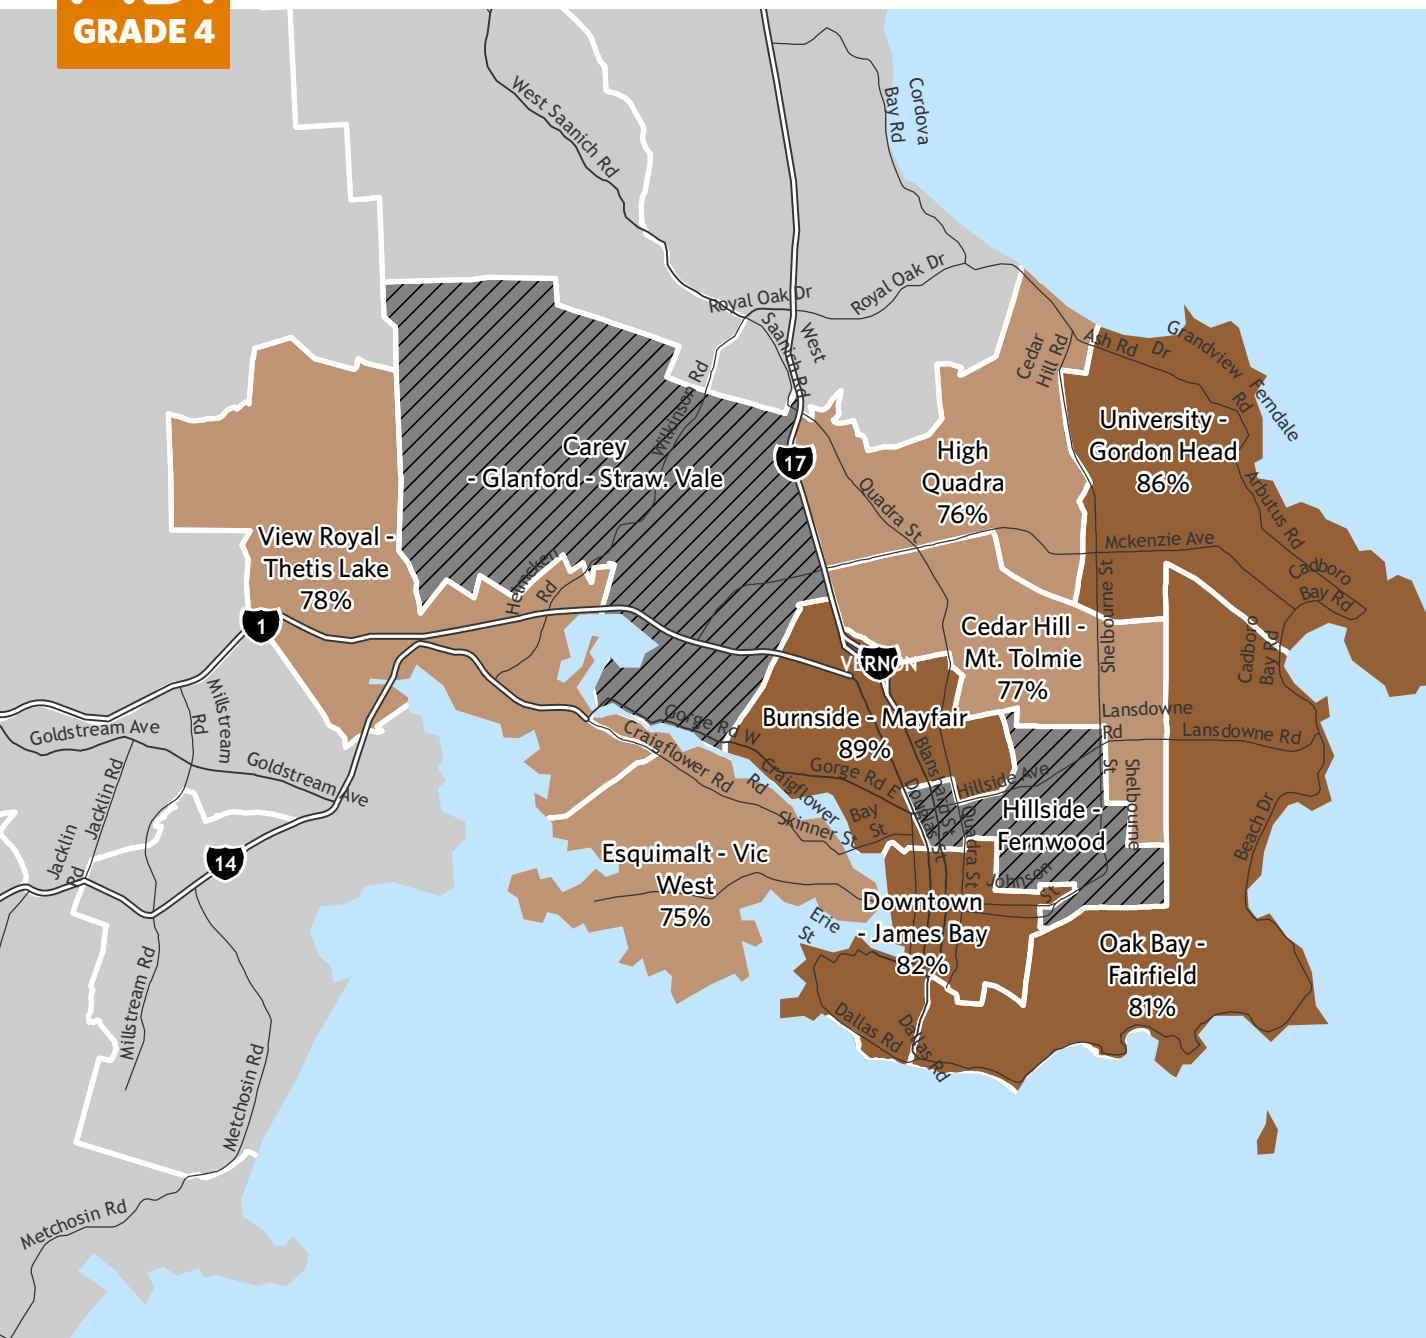 GRADE 4
West Saanich Rd
Cordova
Bay Rd
Royal Oak Dr
Royal Oak Dr
West
Saanich Rd
Wilkinson Rd
Cedar
Hill Rd
Ash Rd
Grandview
Dr
Ferndale
Rd
University -
Gordon Head
86%
Carey
- Glanford - Straw. Vale
17
High
Quadra
76%
Quadra St
Arbutus Rd
Mckenzie Ave
View Royal -
Thetis Lake
78%
Helmcken
Rd
Shelbourne St
Cadboro
Bay Rd
1
Cedar Hill -
Mt. Tolmie
77%
Cadboro
Bay Rd
VERNON
Millstream
Rd
Goldstream Ave
Goldstream Ave
Gorge Rd W
Burnside - Mayfair
89%
Lansdowne
Rd
Lansdowne Rd
Craigflower Rd
Craigflower
Rd
Gorge Rd E
Blanshard St
Douglas St
Hillside Ave
Shelbourne
St
Jacklin Rd
Jacklin
Rd
Bay
St
Skinner St
Quadra St
Hillside -
Fernwood
Beach Dr
14
Esquimalt - Vic
West
75%
Johnson
St
Erie
St
Downtown
- James Bay
82%
Oak Bay -
Fairfield
81%
Millstream Rd
Dallas Rd
Dallas Rd
Metchosin Rd
Metchosin Rd